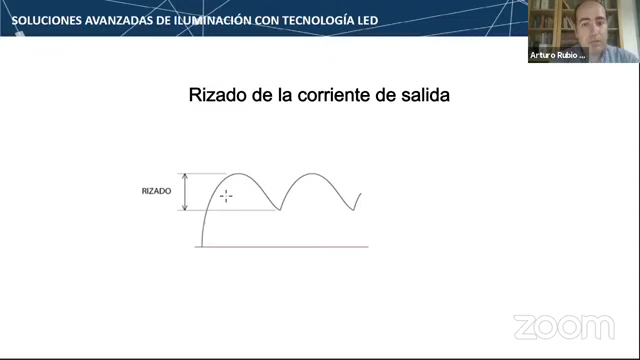 SOLUCIONES AVANZADAS DE ILUMINACIÓN CON TECNOLOGÍA LED
Arturo Rubio ...
Rizado de la corriente de salida
RIZADO
zoom